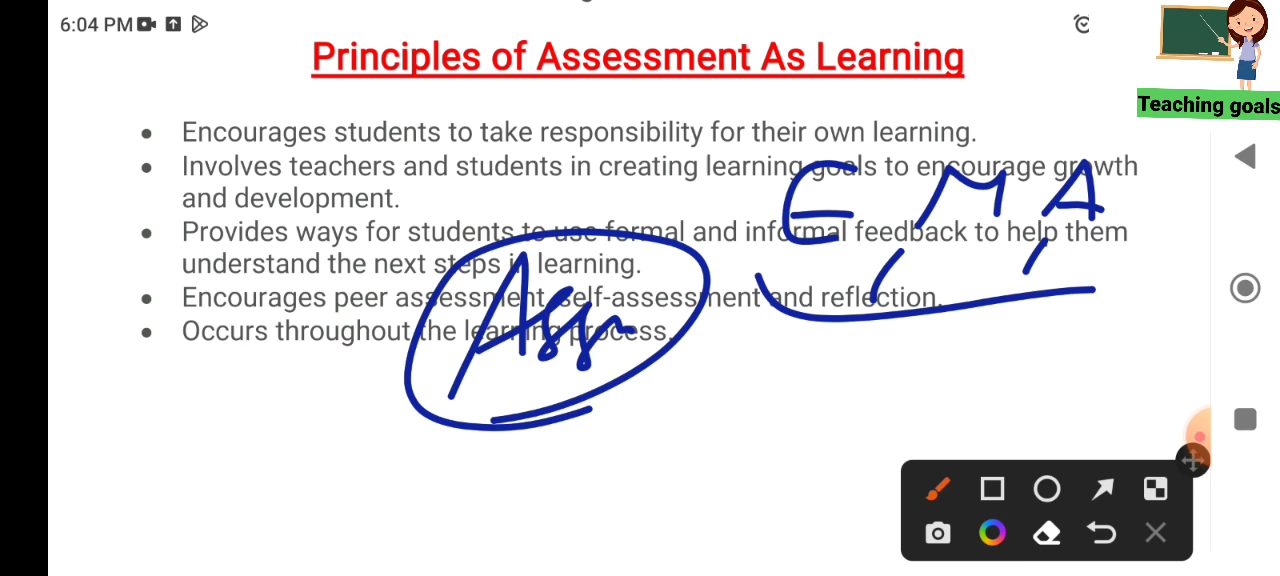 6:04 PM
Principles of Assessment As Learning
Teaching goals
• Encourages students to take responsibility for their own learning.
• Involves teachers and students in creating learning goals to encourage growth
and development.
• Provides ways for students to use formal and informal feedback to help them
understand the next steps in learning.
• Encourages peer assessment, self-assessment and reflection.
• Occurs throughout the learning process.
E M A